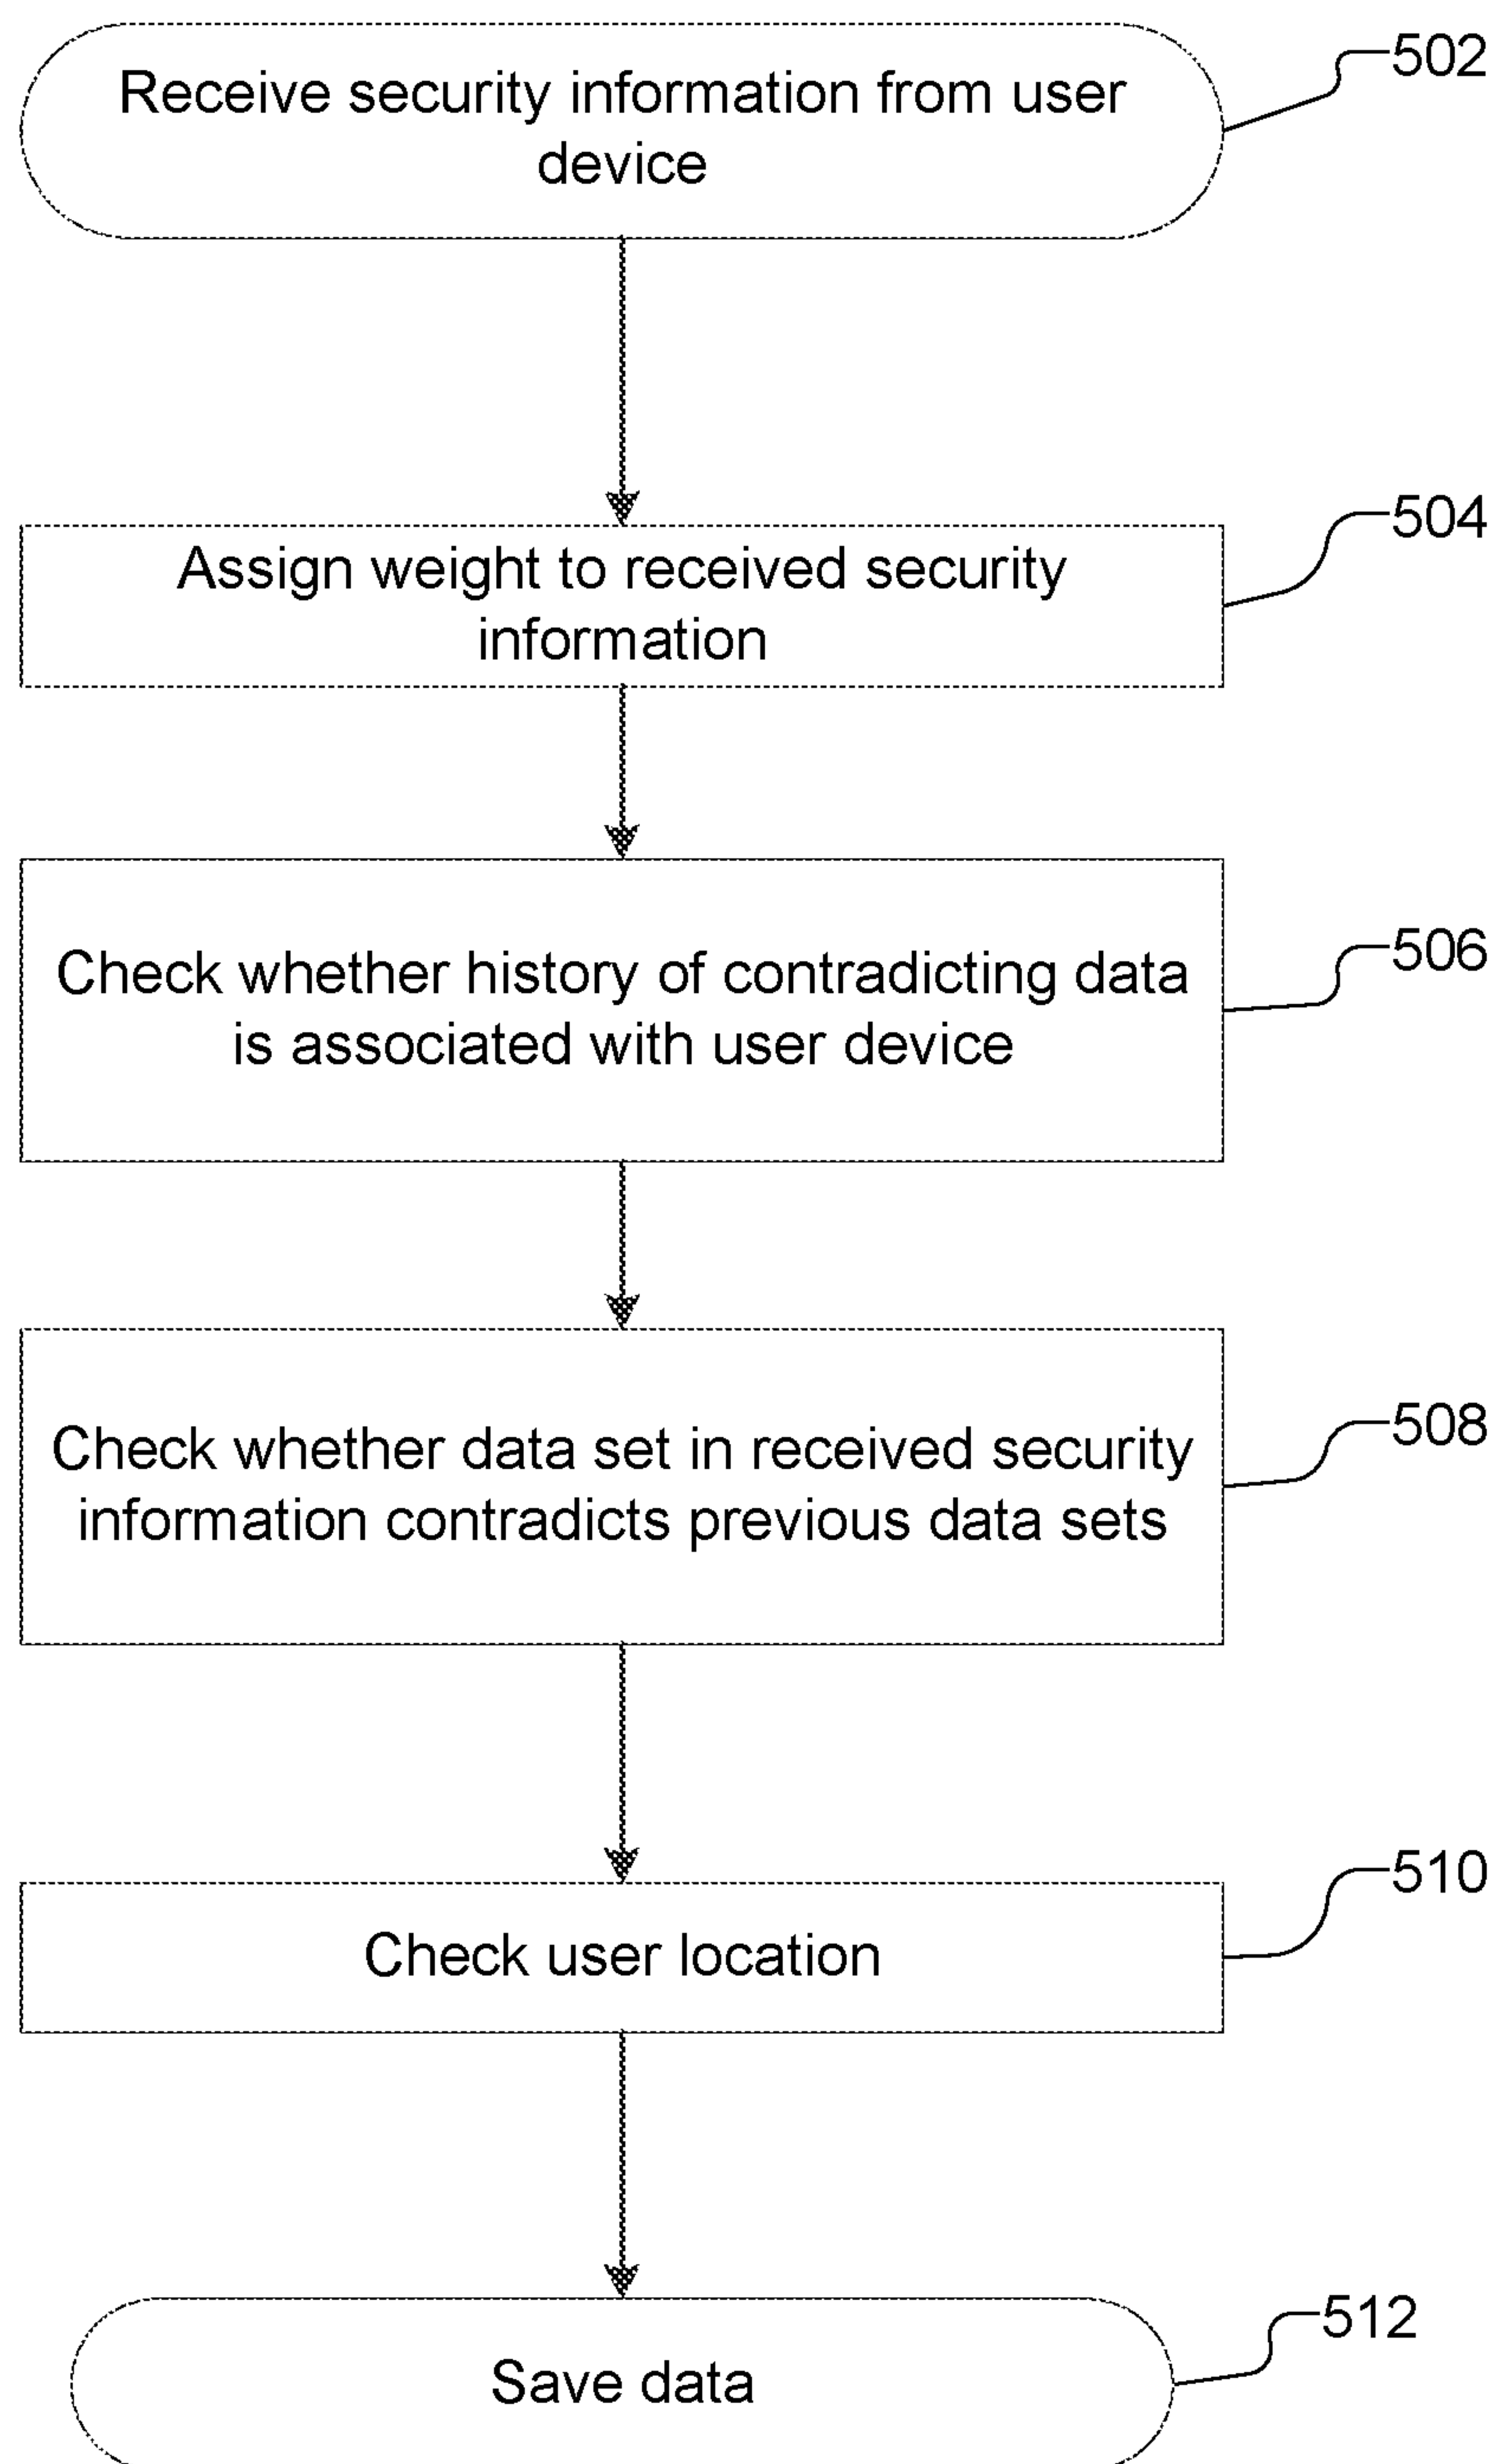 Receive security information from user
device
502
Assign weight to received security
information
504
Check whether history of contradicting data
is associated with user device
506
Check whether data set in received security
information contradicts previous data sets
508
Check user location
510
Save data
512